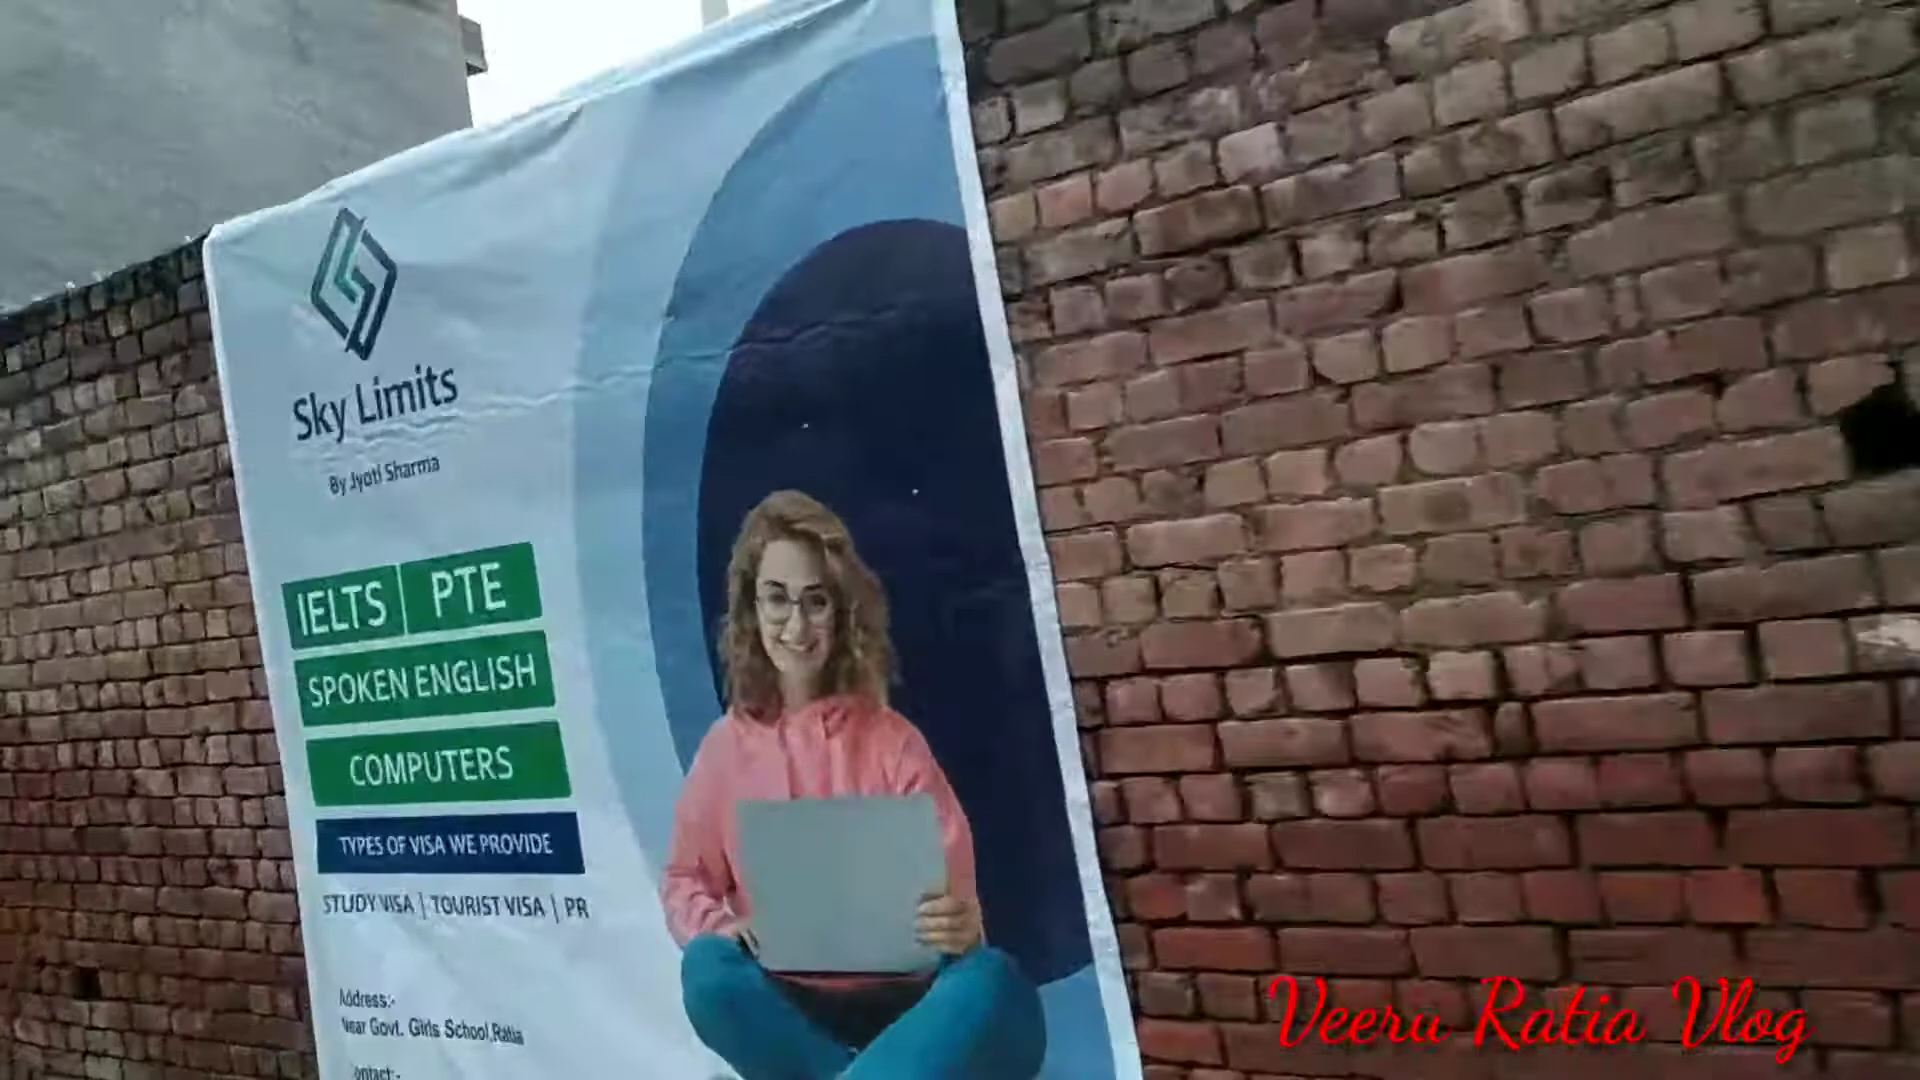 Sky Limits
By Jyoti Sharma
IELTS | PTE
SPOKEN ENGLISH
COMPUTERS
TYPES OF VISA WE PROVIDE
STUDY VISA | TOURIST VISA | PR
Address:-
Near Govt. Girls School,Ratia
Contact:-
Veeru Ratia Vlog